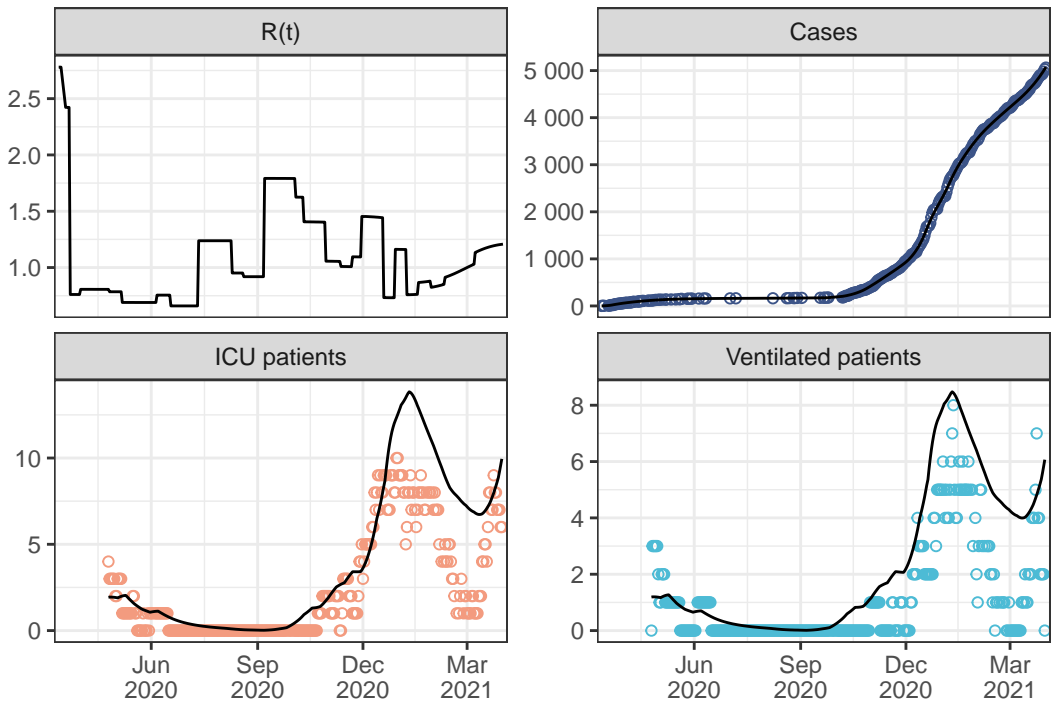 R(t)
2.5
2.0
1.5
1.0
Cases
5 000
4 000
3 000
2 000
1 000
0
ICU patients
10
5
0
Jun Sep Dec Mar
2020 2020 2020 2021
Ventilated patients
8
6
4
2
0
Jun Sep Dec Mar
2020 2020 2020 2021